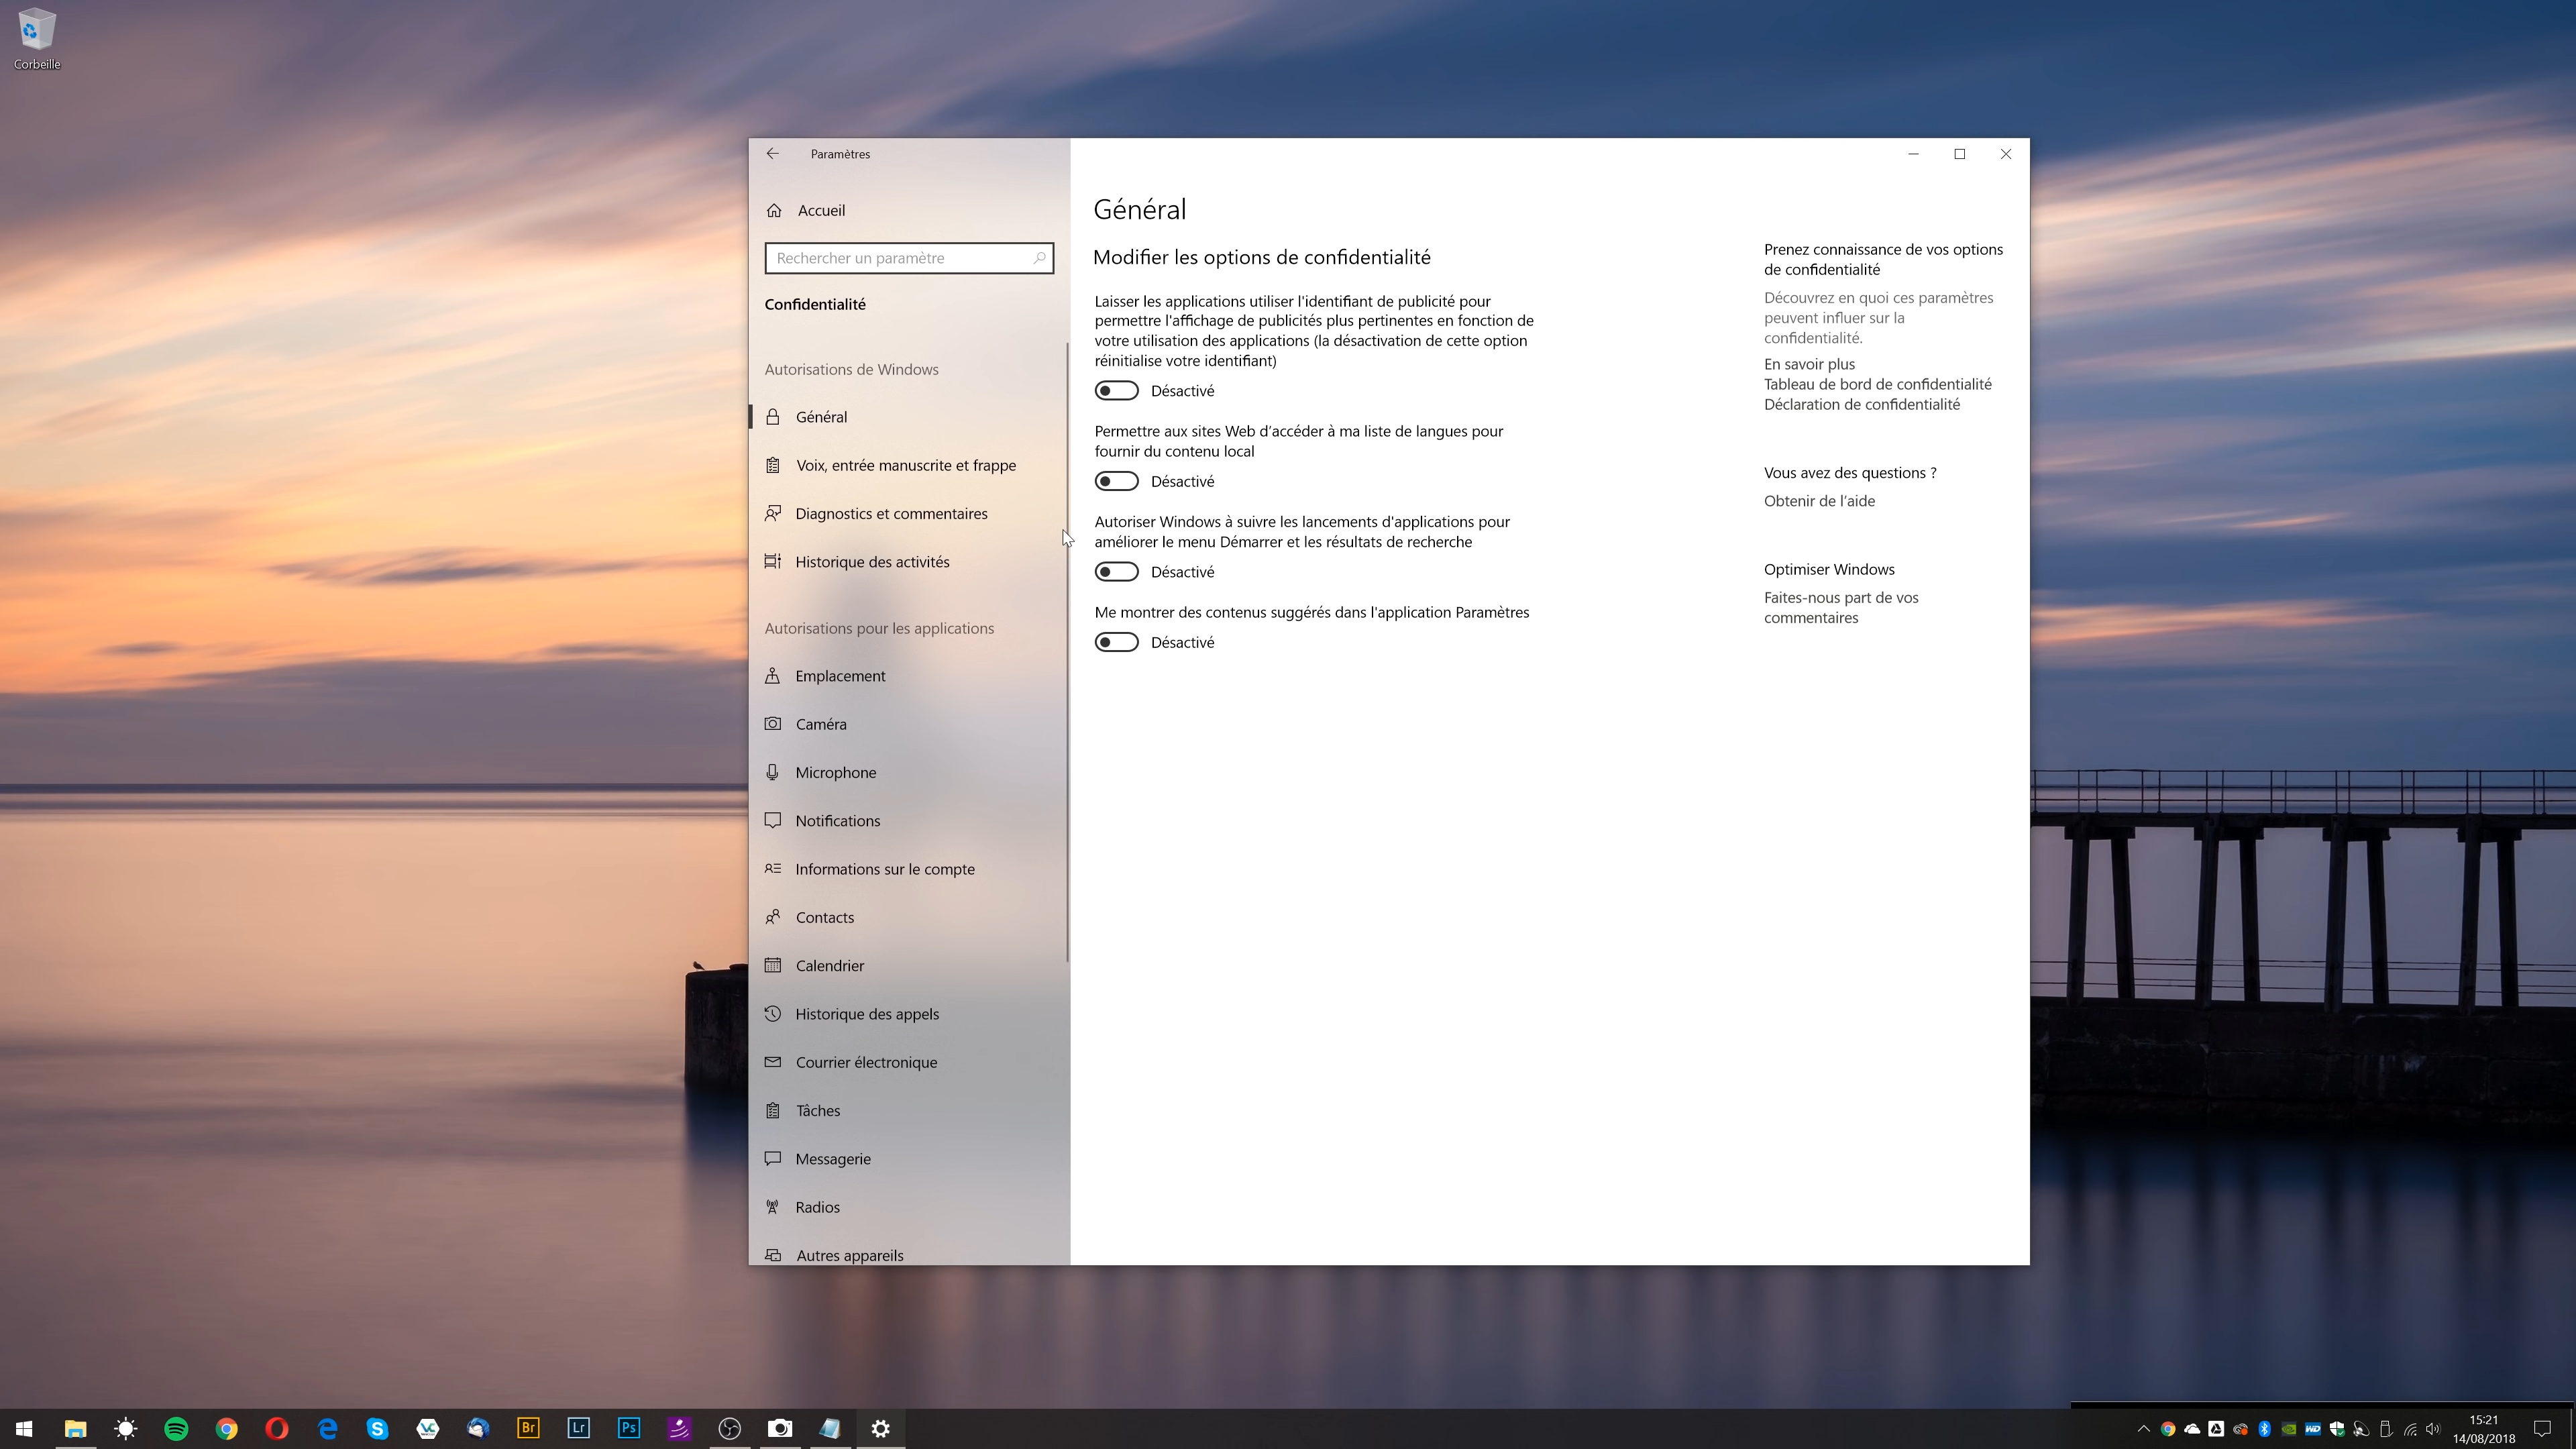 Corbeille
Paramètres
Accueil
Rechercher un paramètre
Confidentialité
Autorisations de Windows
Général
Voix, entrée manuscrite et frappe
Diagnostics et commentaires
Historique des activités
Autorisations pour les applications
Emplacement
Caméra
Microphone
Notifications
Informations sur le compte
Contacts
Calendrier
Historique des appels
Courrier électronique
Tâches
Messagerie
Radios
Autres appareils
Général
Modifier les options de confidentialité
Laisser les applications utiliser l'identifiant de publicité pour
permettre l'affichage de publicités plus pertinentes en fonction de
votre utilisation des applications (la désactivation de cette option
réinitialise votre identifiant)
Désactivé
Permettre aux sites Web d’accéder à ma liste de langues pour
fournir du contenu local
Désactivé
Autoriser Windows à suivre les lancements d'applications pour
améliorer le menu Démarrer et les résultats de recherche
Désactivé
Me montrer des contenus suggérés dans l'application Paramètres
Désactivé
Prenez connaissance de vos options
de confidentialité
Découvrez en quoi ces paramètres
peuvent influer sur la
confidentialité.
En savoir plus
Tableau de bord de confidentialité
Déclaration de confidentialité
Vous avez des questions ?
Obtenir de l’aide
Optimiser Windows
Faites-nous part de vos
commentaires
Br
Lr
Ps
WD
15:21
14/08/2018